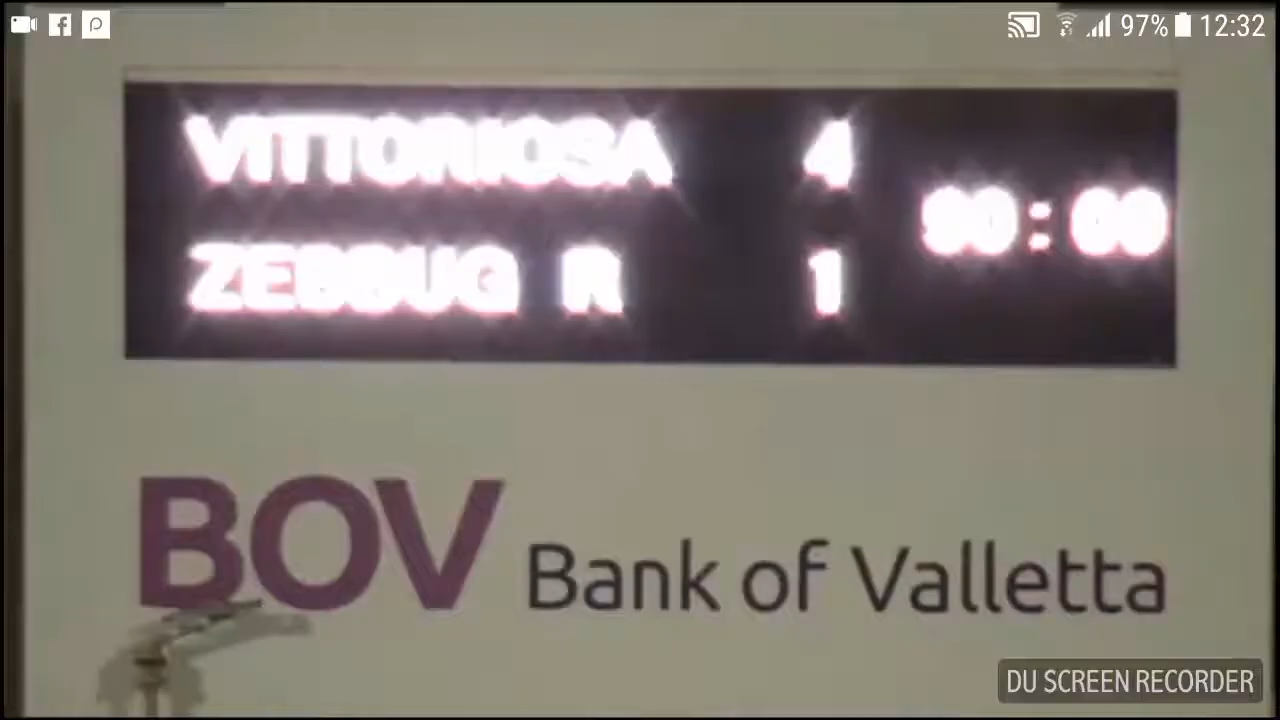 97% 12:32
VITTORIOSA 4
90:00
ZEBBUG R 1
BOV Bank of Valletta
DU SCREEN RECORDER